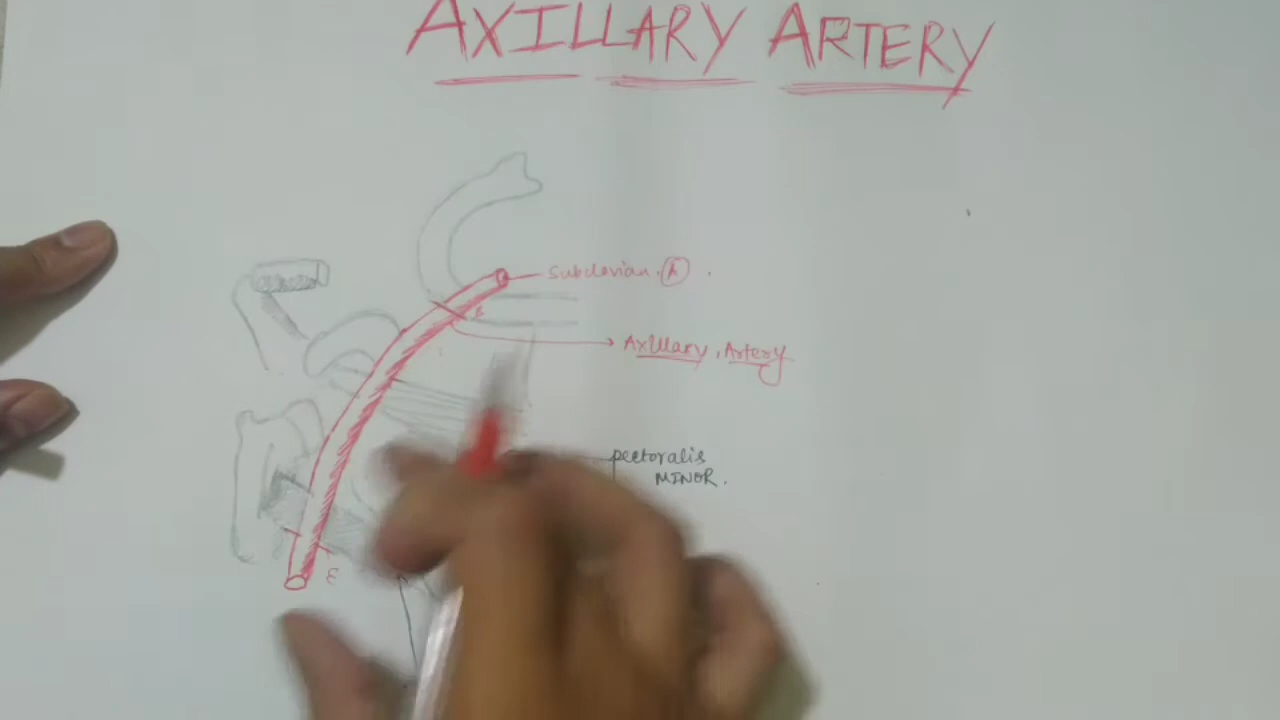 AXILLARY ARTERY
Subclavian. A .
Axillary, Artery
pectoralis
MINOR.